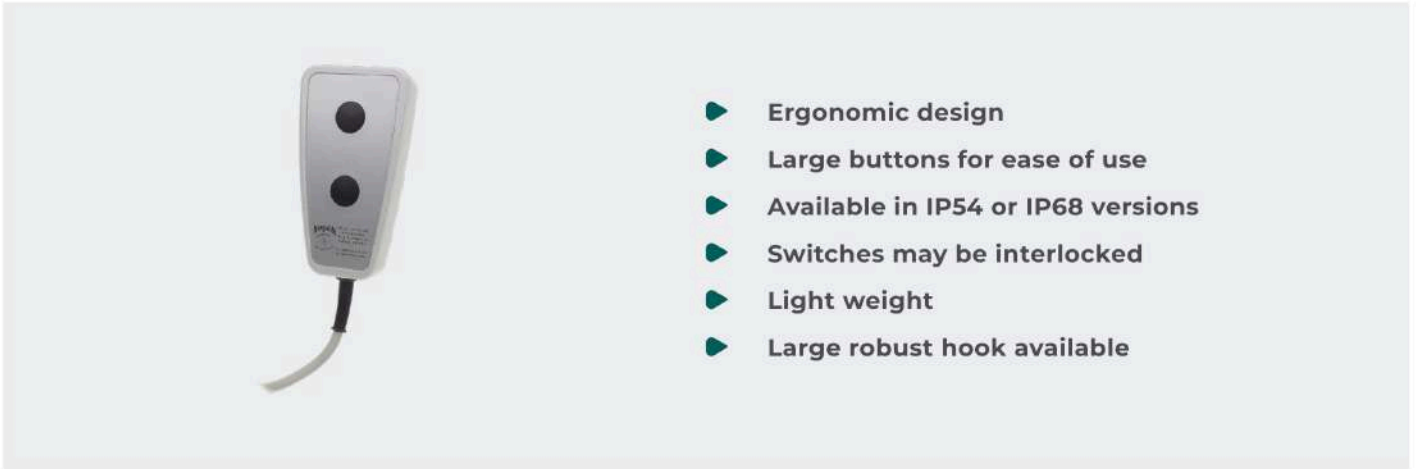 Ergonomic design
Large buttons for ease of use
Available in IP54 or IP68 versions
Switches may be interlocked
Light weight
Large robust hook available